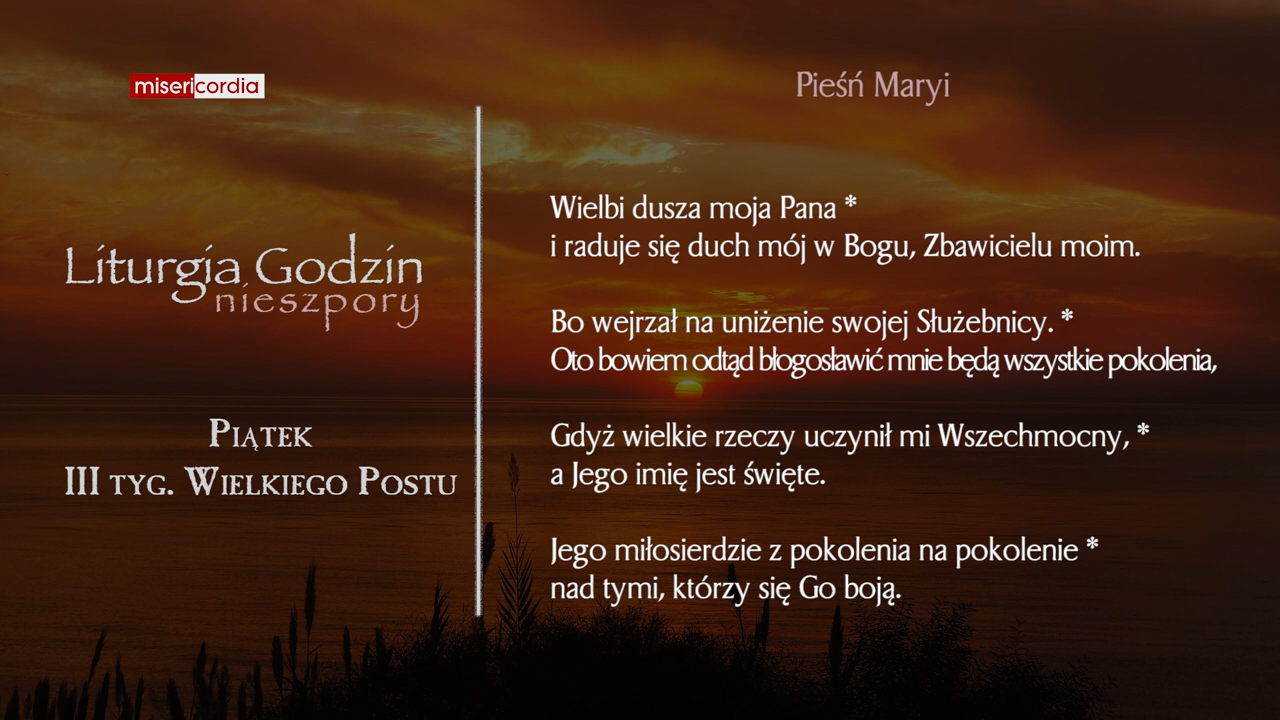 misericordia
Liturgia Godzin
nieszpory
Piątek
III tyg. Wielkiego Postu
Pieśń Maryi
Wielbi dusza moja Pana *
i raduje się duch mój w Bogu, Zbawicielu moim.
Bo wejrzał na uniżenie swojej Służebnicy. *
Oto bowiem odtąd błogosławić mnie będą wszystkie pokolenia,
Gdyż wielkie rzeczy uczynił mi Wszechmocny, *
a Jego imię jest święte.
Jego miłosierdzie z pokolenia na pokolenie *
nad tymi, którzy się Go boją.